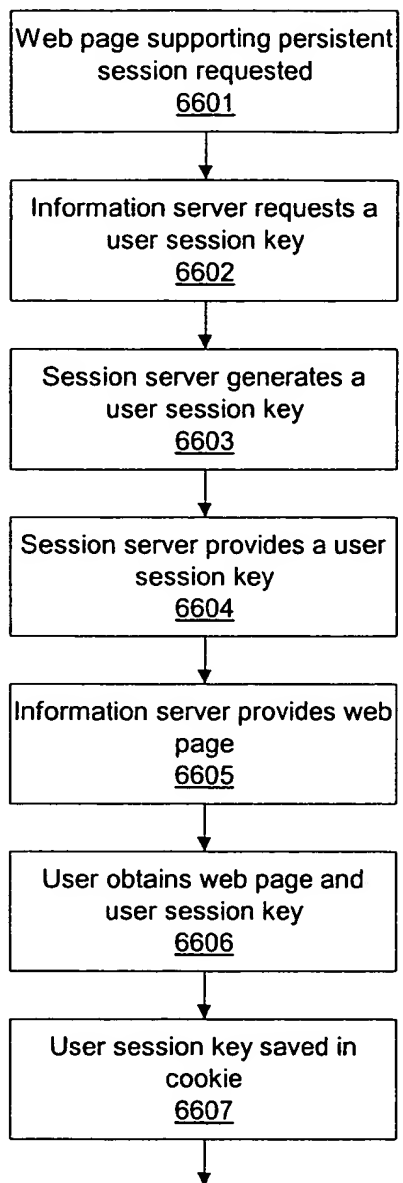 Web page supporting persistent
session requested
6601
Information server requests a
user session key
6602
Session server generates a
user session key
6603
Session server provides a user
session key
6604
Information server provides web
page
6605
User obtains web page and
user session key
6606
User session key saved in
cookie
6607